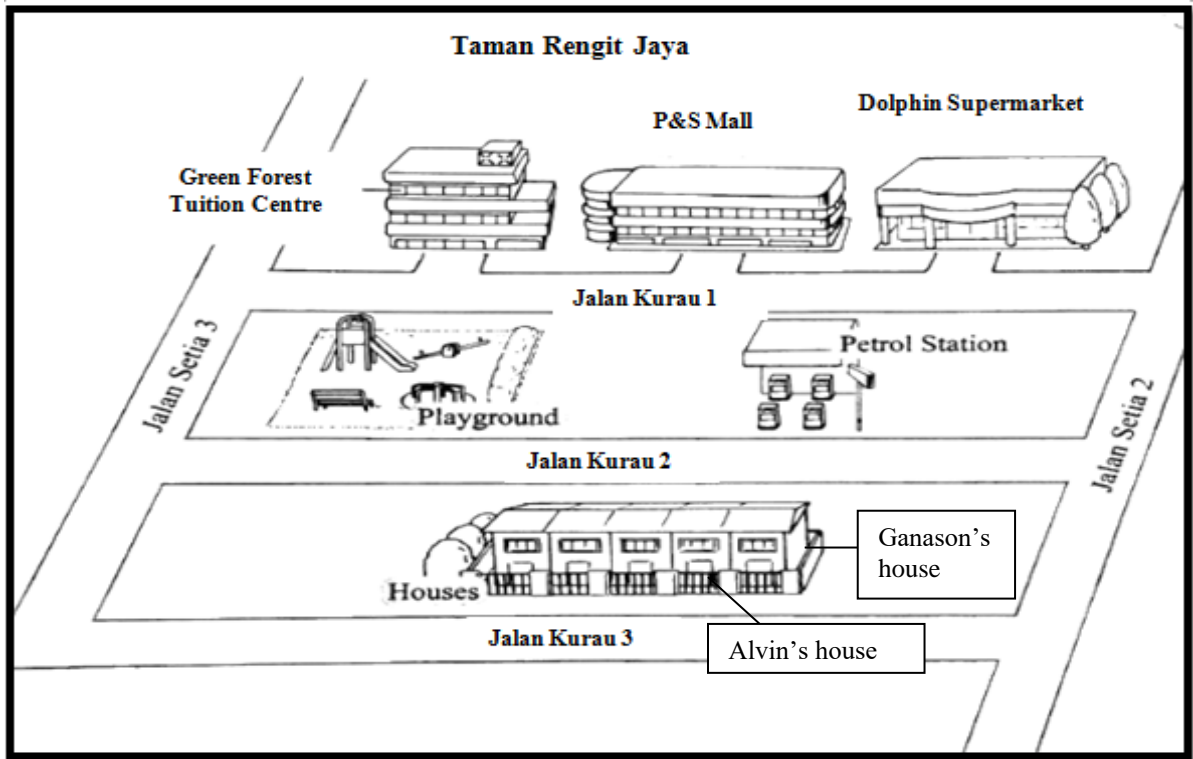 Taman Rengit Jaya
Dolphin Supermarket
P&S Mall
Green Forest
Tuition Centre
Jalan Kurau 1
Jalan Setia 3
Petrol Station
Playground
Jalan Setia 2
Jalan Kurau 2
Ganason's
house
Houses
Jalan Kurau 3
Alvin's house